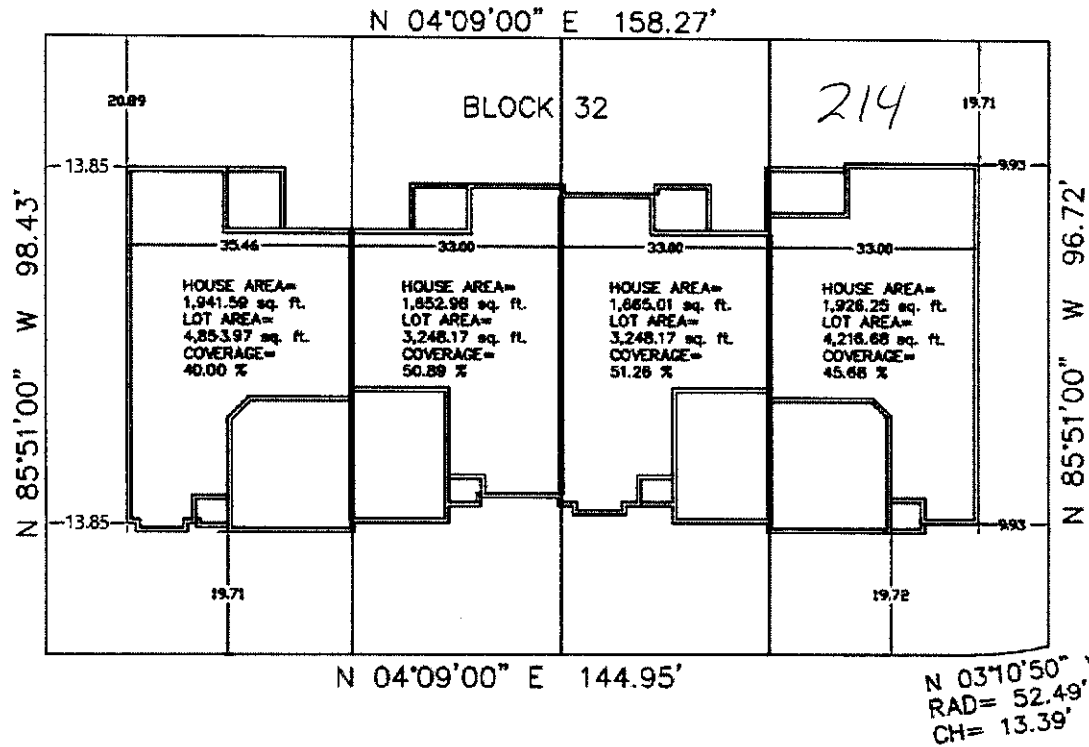 N 04°09'00" E 158.27'
BLOCK 32
214
20.89
19.71
13.85
9.93
N 85°51'00" W 98.43'
N 85°51'00" W 96.72'
35.46
33.00
33.00
33.00
HOUSE AREA=
1,941.59 sq. ft.
LOT AREA=
4,853.97 sq. ft.
COVERAGE=
40.00 %
HOUSE AREA=
1,652.96 sq. ft.
LOT AREA=
3,248.17 sq. ft.
COVERAGE=
50.89 %
HOUSE AREA=
1,665.01 sq. ft.
LOT AREA=
3,248.17 sq. ft.
COVERAGE=
51.26 %
HOUSE AREA=
1,926.25 sq. ft.
LOT AREA=
4,216.68 sq. ft.
COVERAGE=
45.68 %
13.85
9.93
19.71
19.72
N 04°09'00" E 144.95'
N 03°10'50"
RAD= 52.49'
CH= 13.39'